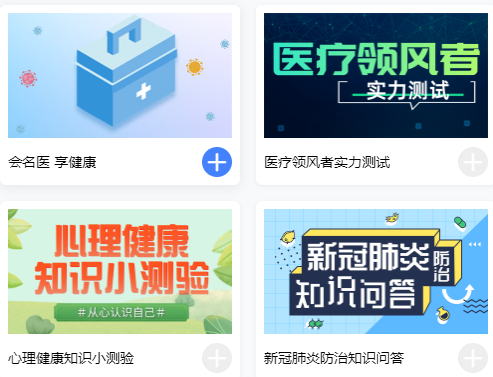 会名医 享健康
医疗领风者
实力测试
医疗领风者实力测试
心理健康
知识小测验
#从心认识自己#
心理健康知识小测验
新冠肺炎
防治
知识问答
新冠肺炎防治知识问答